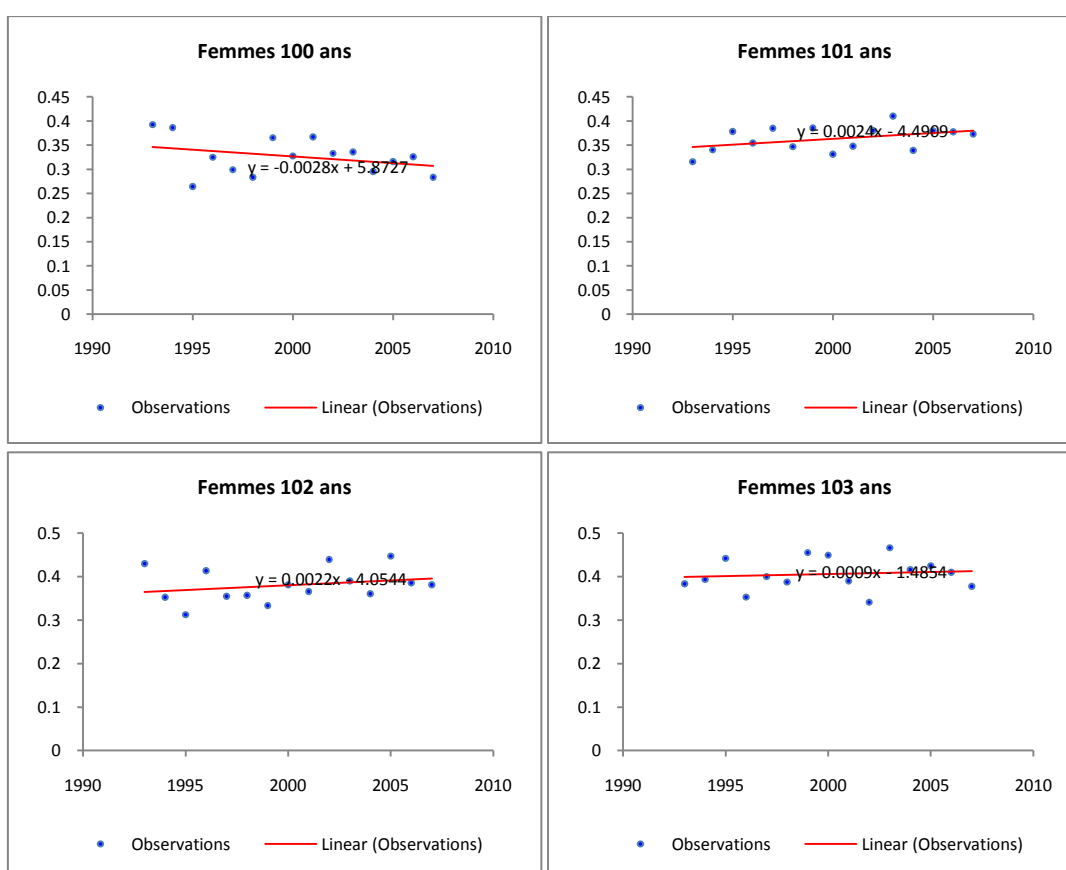 Femmes 100 ans
0.45
0.4
0.35
0.3
0.25
0.2
0.15
0.1
0.05
0
y = -0.0028x + 5.8727
1990 1995 2000 2005 2010
Observations Linear (Observations)
Femmes 101 ans
0.45
0.4
0.35
0.3
0.25
0.2
0.15
0.1
0.05
0
y = 0.0024x - 4.4909
1990 1995 2000 2005 2010
Observations Linear (Observations)
Femmes 102 ans
0.5
0.4
0.3
0.2
0.1
0
y = 0.0022x - 4.0544
1990 1995 2000 2005 2010
Observations Linear (Observations)
Femmes 103 ans
0.5
0.4
0.3
0.2
0.1
0
y = 0.0009x - 1.4854
1990 1995 2000 2005 2010
Observations Linear (Observations)